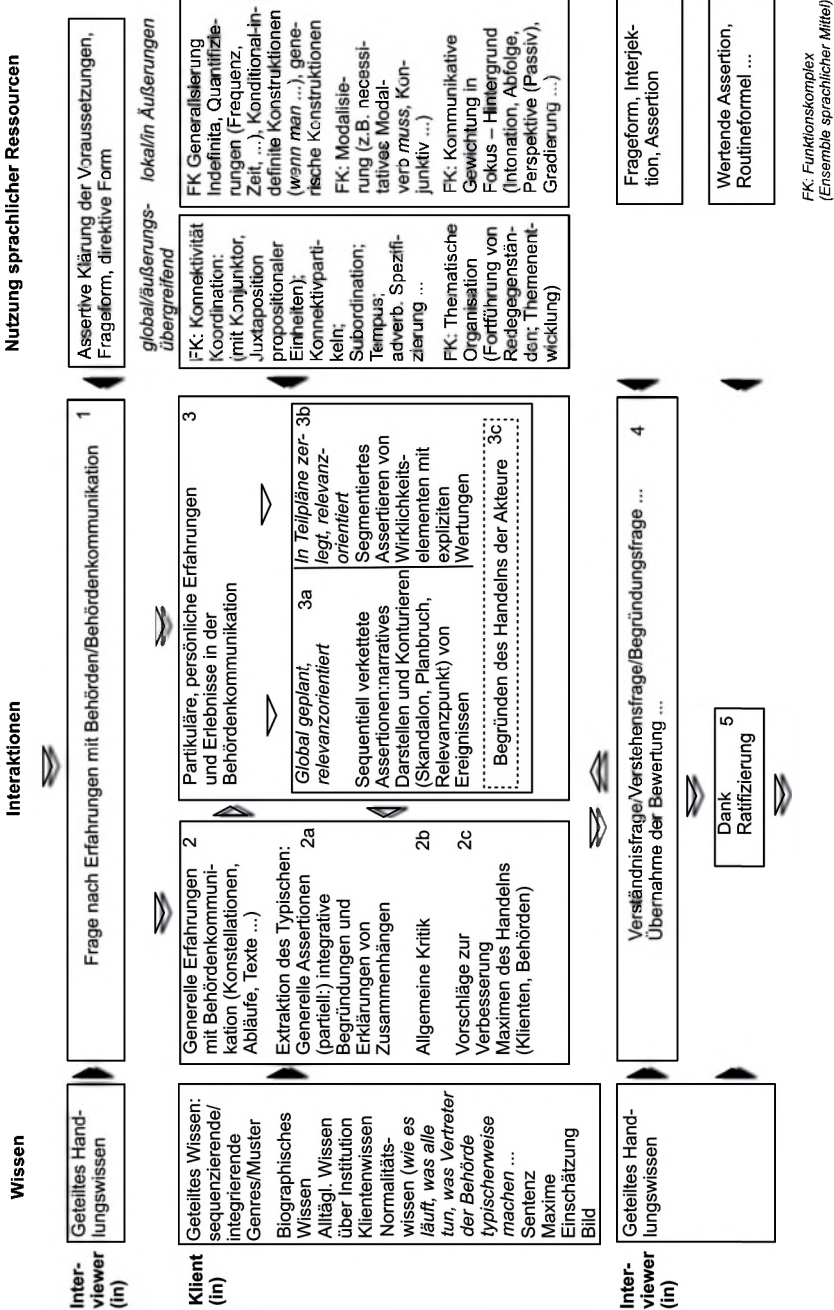 Wissen
Interaktionen
Nutzung sprachlicher Ressourcen
Inter-
viewer
(in)
Geteiltes Hand-
lungswissen
Frage nach Erfahrungen mit Behörden/Behördenkommunikation 1
Assertive Klärung der Voraussetzungen,
Frageform, direktive Form
Klient
(in)
Geteiltes Wissen:
sequenzierende/
integrierende
Genres/Muster
Biographisches
Wissen
Alltägl. Wissen
über Institution
Klientenwissen
Normalitäts-
wissen (wie es
läuft, was alle
tun, was Vertreter
der Behörde
typischerweise
machen ...
Sentenz
Maxime
Einschätzung
Bild
Generelle Erfahrungen 2
mit Behördenkommuni-
kation (Konstellationen,
Abläufe, Texte ...)
Extraktion des Typischen:
Generelle Assertionen 2a
(partiell:) integrative
Begründungen und
Erklärungen von
Zusammenhängen
Allgemeine Kritik 2b
Vorschläge zur 2c
Verbesserung
Maximen des Handelns
(Klienten, Behörden)
Partikuläre, persönliche Erfahrungen 3
und Erlebnisse in der
Behördenkommunikation
Global geplant, 3a
relevanzorientiert
Sequentiell verkettete
Assertionen:narratives
Darstellen und Konturieren
(Skandalon, Planbruch,
Relevanzpunkt) von
Ereignissen
In Teilpläne zer- 3b
legt, relevanz-
orientiert
Segmentiertes
Assertieren von
Wirklichkeits-
elementen mit
expliziten
Wertungen
Begründen des Handelns der Akteure 3c
global/äußerungs-
übergreifend
lokal/in Äußerungen
FK: Konnektivität
Koordination:
(mit Konjunktor,
Juxtaposition
propositionaler
Einheiten);
Konnektivparti-
keln;
Subordination;
Tempus;
adverb. Spezifi-
zierung ...
FK: Thematische
Organisation
(Fortführung von
Redegegenstän-
den; Themenent-
wicklung)
FK Generalisierung
Indefinita, Quantifizie-
rungen (Frequenz,
Zeit, ...), Konditional-in-
definite Konstruktionen
(wenn man ...), gene-
rische Konstruktionen
FK: Modalisie-
rung (z.B. necessi-
tatives Modal-
verb muss, Kon-
junktiv ...)
FK: Kommunikative
Gewichtung in
Fokus – Hintergrund
(Intonation, Abfolge,
Perspektive (Passiv),
Gradierung ...)
Inter-
viewer
(in)
Geteiltes Hand-
lungswissen
Verständnisfrage/Verstehensfrage/Begründungsfrage ... 4
Übernahme der Bewertung ...
Frageform, Interjek-
tion, Assertion
Dank 5
Ratifizierung
Wertende Assertion,
Routineformel ...
FK: Funktionskomplex
(Ensemble sprachlicher Mittel)